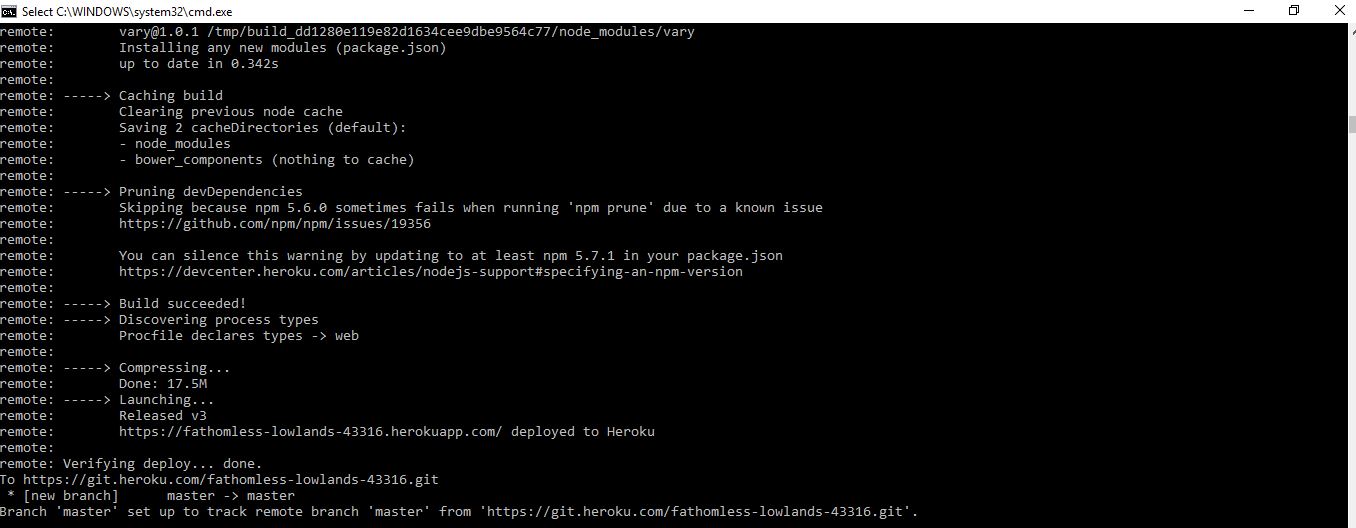 Select C:\WINDOWS\system32\cmd.exe
remote:        vary@1.0.1 /tmp/build_dd1280e119e82d1634cee9dbe9564c77/node_modules/vary
remote:        Installing any new modules (package.json)
remote:        up to date in 0.342s
remote:
remote: -----> Caching build
remote:        Clearing previous node cache
remote:        Saving 2 cacheDirectories (default):
remote:        - node_modules
remote:        - bower_components (nothing to cache)
remote:
remote: -----> Pruning devDependencies
remote:        Skipping because npm 5.6.0 sometimes fails when running 'npm prune' due to a known issue
remote:        https://github.com/npm/npm/issues/19356
remote:
remote:        You can silence this warning by updating to at least npm 5.7.1 in your package.json
remote:        https://devcenter.heroku.com/articles/nodejs-support#specifying-an-npm-version
remote:
remote: -----> Build succeeded!
remote: -----> Discovering process types
remote:        Procfile declares types -> web
remote:
remote: -----> Compressing...
remote:        Done: 17.5M
remote: -----> Launching...
remote:        Released v3
remote:        https://fathomless-lowlands-43316.herokuapp.com/ deployed to Heroku
remote:
remote: Verifying deploy... done.
To https://git.heroku.com/fathomless-lowlands-43316.git
 * [new branch]      master -> master
Branch 'master' set up to track remote branch 'master' from 'https://git.heroku.com/fathomless-lowlands-43316.git'.